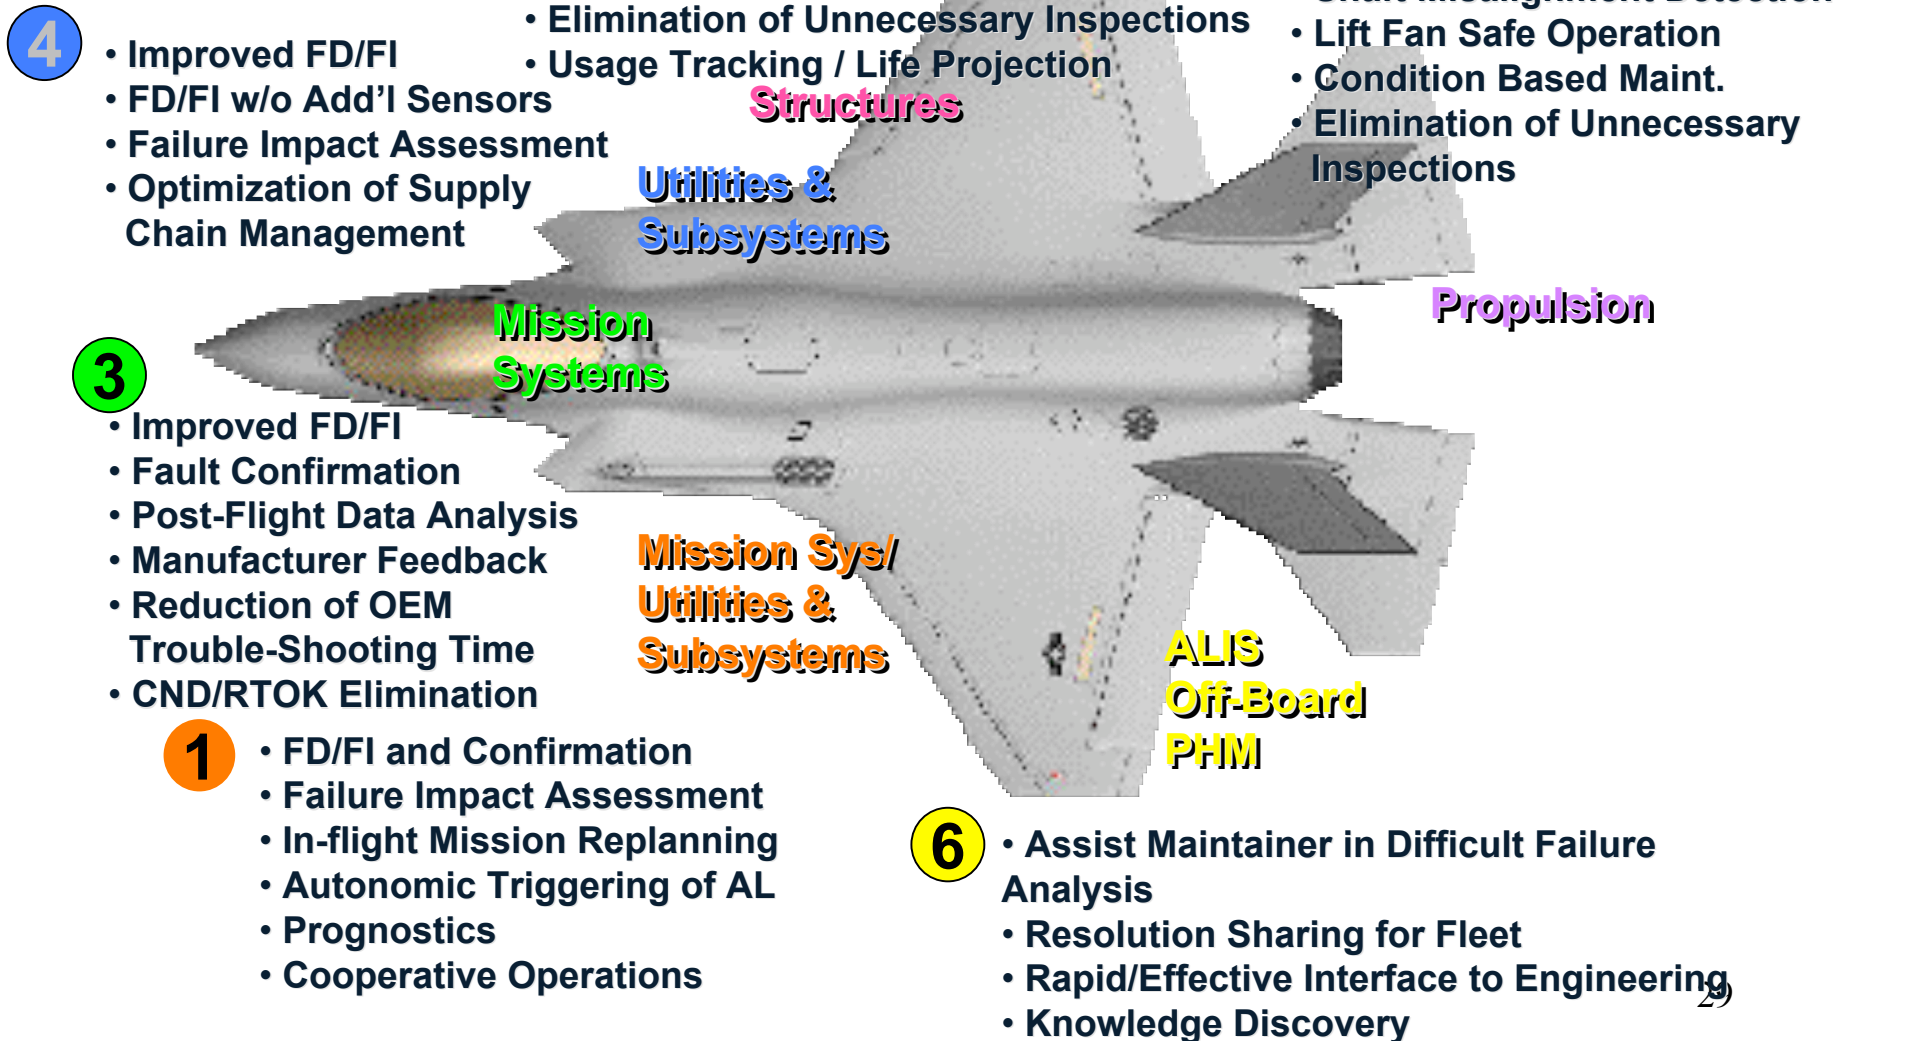 4
• Improved FD/FI
• FD/FI w/o Add’l Sensors
• Failure Impact Assessment
• Optimization of Supply
Chain Management
• Elimination of Unnecessary Inspections
• Usage Tracking / Life Projection
Structures
• Lift Fan Safe Operation
• Condition Based Maint.
• Elimination of Unnecessary
Inspections
Utilities &
Subsystems
Propulsion
Mission
Systems
3
• Improved FD/FI
• Fault Confirmation
• Post-Flight Data Analysis
• Manufacturer Feedback
• Reduction of OEM
Trouble-Shooting Time
• CND/RTOK Elimination
Mission Sys/
Utilities &
Subsystems
ALIS
Off-Board
PHM
1
• FD/FI and Confirmation
• Failure Impact Assessment
• In-flight Mission Replanning
• Autonomic Triggering of AL
• Prognostics
• Cooperative Operations
6
• Assist Maintainer in Difficult Failure
Analysis
• Resolution Sharing for Fleet
• Rapid/Effective Interface to Engineering
• Knowledge Discovery
29